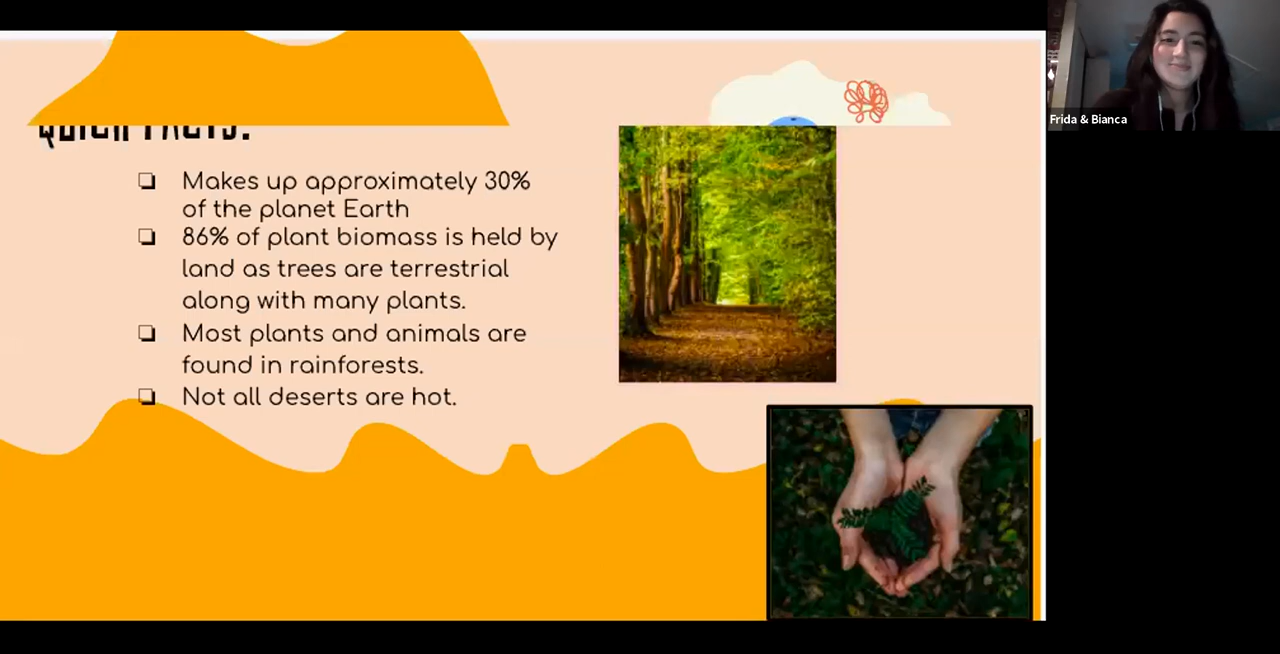 QUICK FACTS:
Makes up approximately 30%
of the planet Earth
86% of plant biomass is held by
land as trees are terrestrial
along with many plants.
Most plants and animals are
found in rainforests.
Not all deserts are hot.
Frida & Bianca